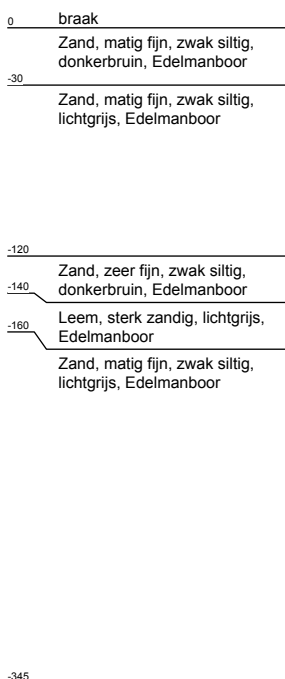 0 braak
Zand, matig fijn, zwak siltig,
donkerbruin, Edelmanboor
-30
Zand, matig fijn, zwak siltig,
lichtgrijs, Edelmanboor
-120
Zand, zeer fijn, zwak siltig,
-140 donkerbruin, Edelmanboor
Leem, sterk zandig, lichtgrijs,
-160 Edelmanboor
Zand, matig fijn, zwak siltig,
lichtgrijs, Edelmanboor
-345